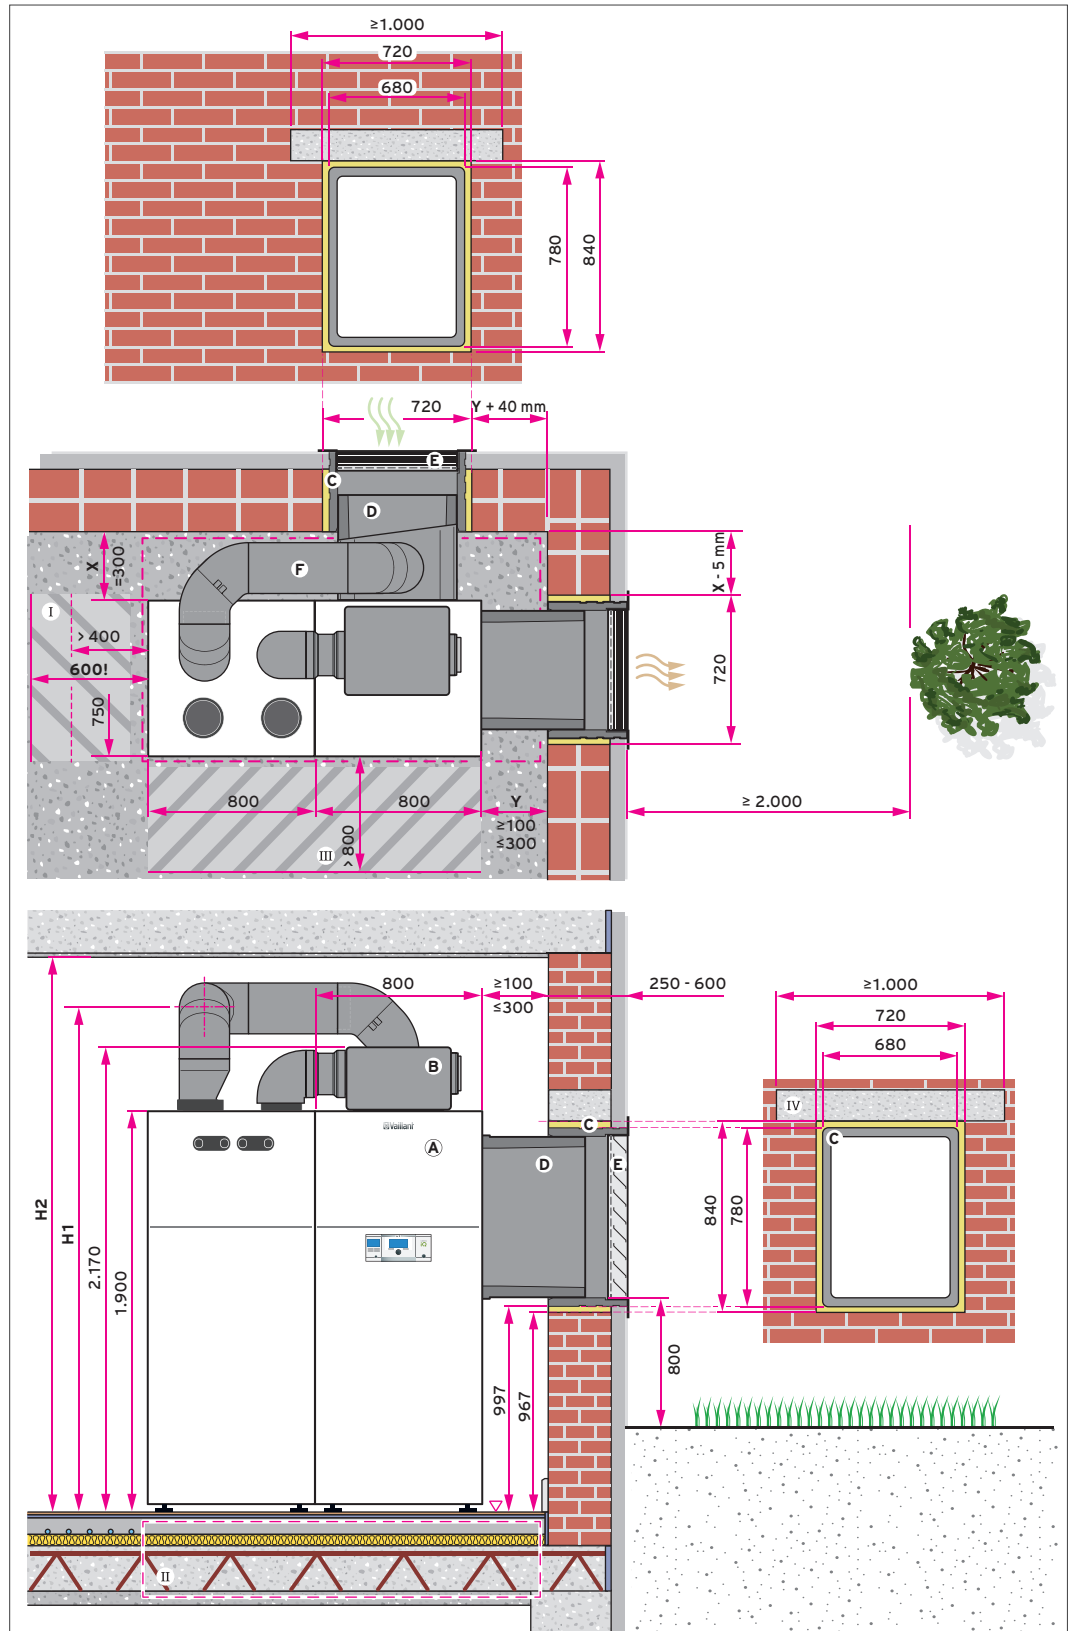 ≥1.000
720
680
780
840
720
Y + 40 mm
E
C
D
F
X
=300
X - 5 mm
I
> 400
600!
750
720
800
800
Y
≥100
≤300
≥ 2.000
III
> 800
800
≥100
≤300
250 - 600
≥1.000
720
680
B
IV
C
C
Vaillant
A
D
E
H2
H1
2.170
1.900
840
780
997
967
800
II